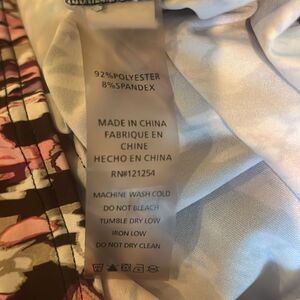 92%POLYESTER
8%SPANDEX
MADE IN CHINA
FABRIQUE EN
CHINE
HECHO EN CHINA
RN#121254
MACHINE WASH COLD
DO NOT BLEACH
TUMBLE DRY LOW
IRON LOW
DO NOT DRY CLEAN